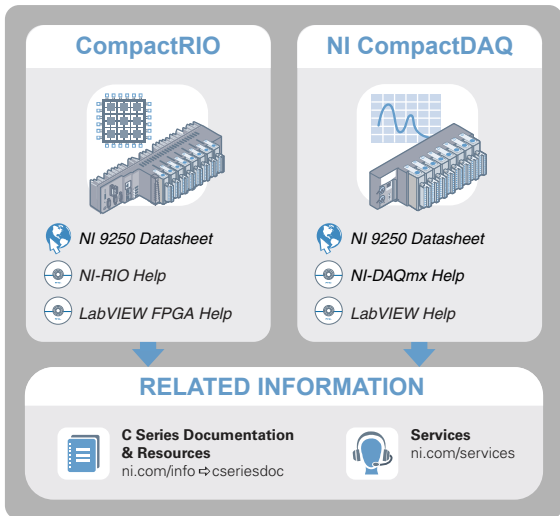 CompactRIO
NI 9250 Datasheet
NI-RIO Help
LabVIEW FPGA Help
NI CompactDAQ
NI 9250 Datasheet
NI-DAQmx Help
LabVIEW Help
RELATED INFORMATION
C Series Documentation
& Resources
ni.com/info ⇨ cseriesdoc
Services
ni.com/services